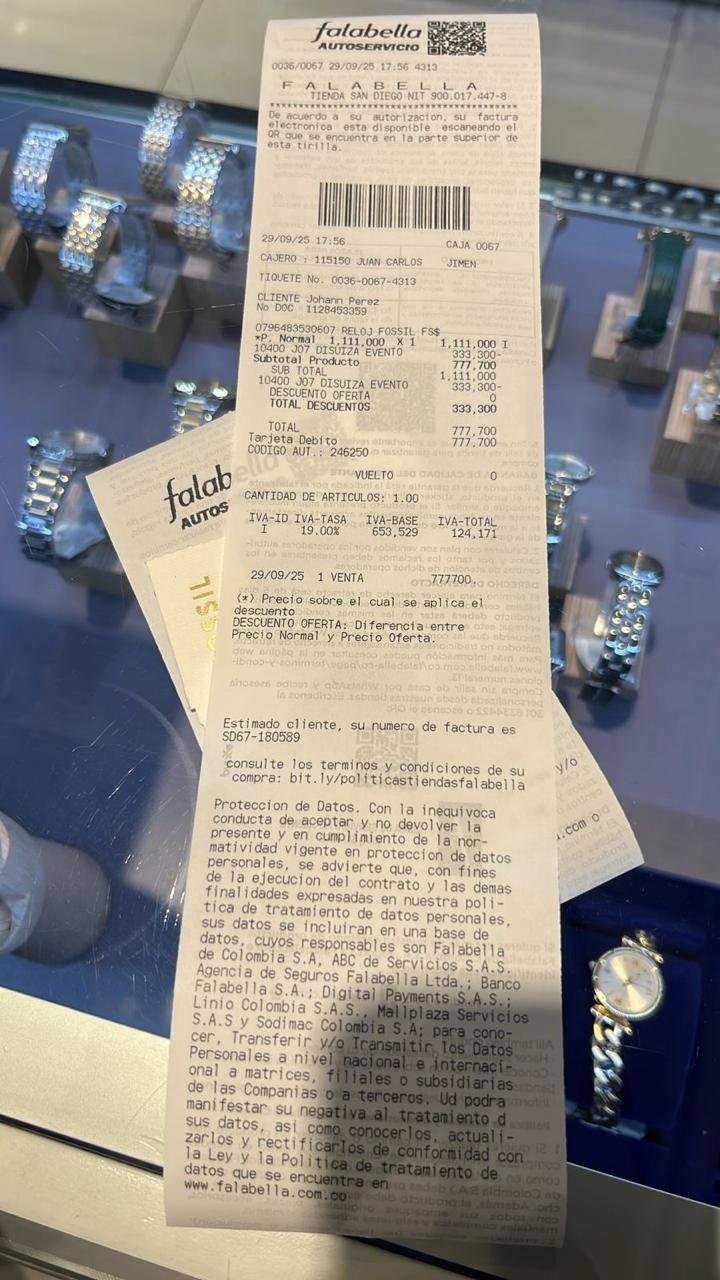 falabella
AUTOSERVICIO
0036/0067 29/09/25 17:56 4313
F A L A B E L L A
TIENDA SAN DIEGO NIT 900.017.447-8
****************************************
De acuerdo a su autorizacion, su factura
electronica esta disponible escaneando el
QR que se encuentra en la parte superior de
esta tirilla.
29/09/25 17:56 CAJA 0067
CAJERO : 115150 JUAN CARLOS JIMEN
TIQUETE No. 0036-0067-4313
CLIENTE Johann Perez
No DOC 1128453359
0796483530607 RELOJ FOSSIL FS$
*P. Normal 1,111,000 X 1 1,111,000 I
10400 J07 DISUIZA EVENTO 333,300-
Subtotal Producto 777,700
SUB TOTAL 1,111,000
10400 J07 DISUIZA EVENTO 333,300-
DESCUENTO OFERTA 0
TOTAL DESCUENTOS 333,300
TOTAL 777,700
Tarjeta Debito 777,700
CODIGO AUT.: 246250
VUELTO 0
CANTIDAD DE ARTICULOS: 1.00
IVA-ID IVA-TASA IVA-BASE IVA-TOTAL
I 19.00% 653,529 124,171
29/09/25 1 VENTA 777700.
(*) Precio sobre el cual se aplica el
descuento
DESCUENTO OFERTA: Diferencia entre
Precio Normal y Precio Oferta.
Estimado cliente, su numero de factura es
SD67-180589
consulte los terminos y condiciones de su
compra: bit.ly/politicastiendasfalabella
Proteccion de Datos. Con la inequivoca
conducta de aceptar y no devolver la
presente y en cumplimiento de la nor-
matividad vigente en proteccion de datos
personales, se advierte que, con fines
de la ejecucion del contrato y las demas
finalidades expresadas en nuestra poli-
tica de tratamiento de datos personales,
sus datos se incluiran en una base de
datos, cuyos responsables son Falabella
de Colombia S.A, ABC de Servicios S.A.S.
Agencia de Seguros Falabella Ltda.; Banco
Falabella S.A.; Digital Payments S.A.S.;
Linio Colombia S.A.S., Mallplaza Servicios
S.A.S y Sodimac Colombia S.A; para cono-
cer, Transferir y/o Transmitir los Datos
Personales a nivel nacional e internaci-
onal a matrices, filiales o subsidiarias
de las Companias o a terceros. Ud podra
manifestar su negativa al tratamiento d
sus datos, asi como conocerlos, actuali-
zarlos y rectificarlos de conformidad con
la Ley y la Politica de tratamiento de
datos que se encuentra en
www.falabella.com.co
falab
AUTOS
y/o
.com o